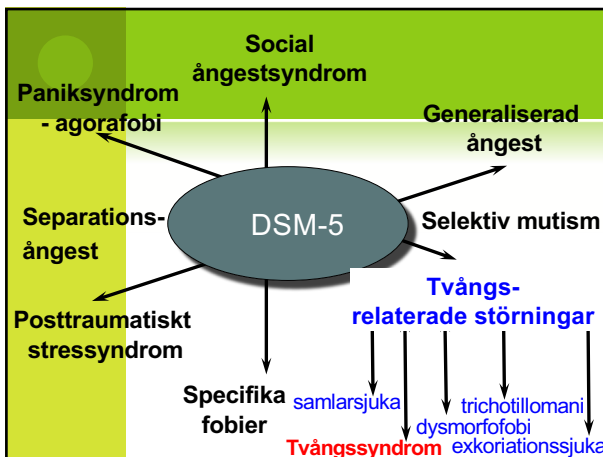 Social
ångestsyndrom
Paniksyndrom
- agorafobi
Generaliserad
ångest
Separations-
ångest
DSM-5
Selektiv mutism
Tvångs-
relaterade störningar
Posttraumatiskt
stressyndrom
Specifika
fobier
samlarsjuka
trichotillomani
dysmorfofobi
Tvångssyndrom
exkoriationssjuka